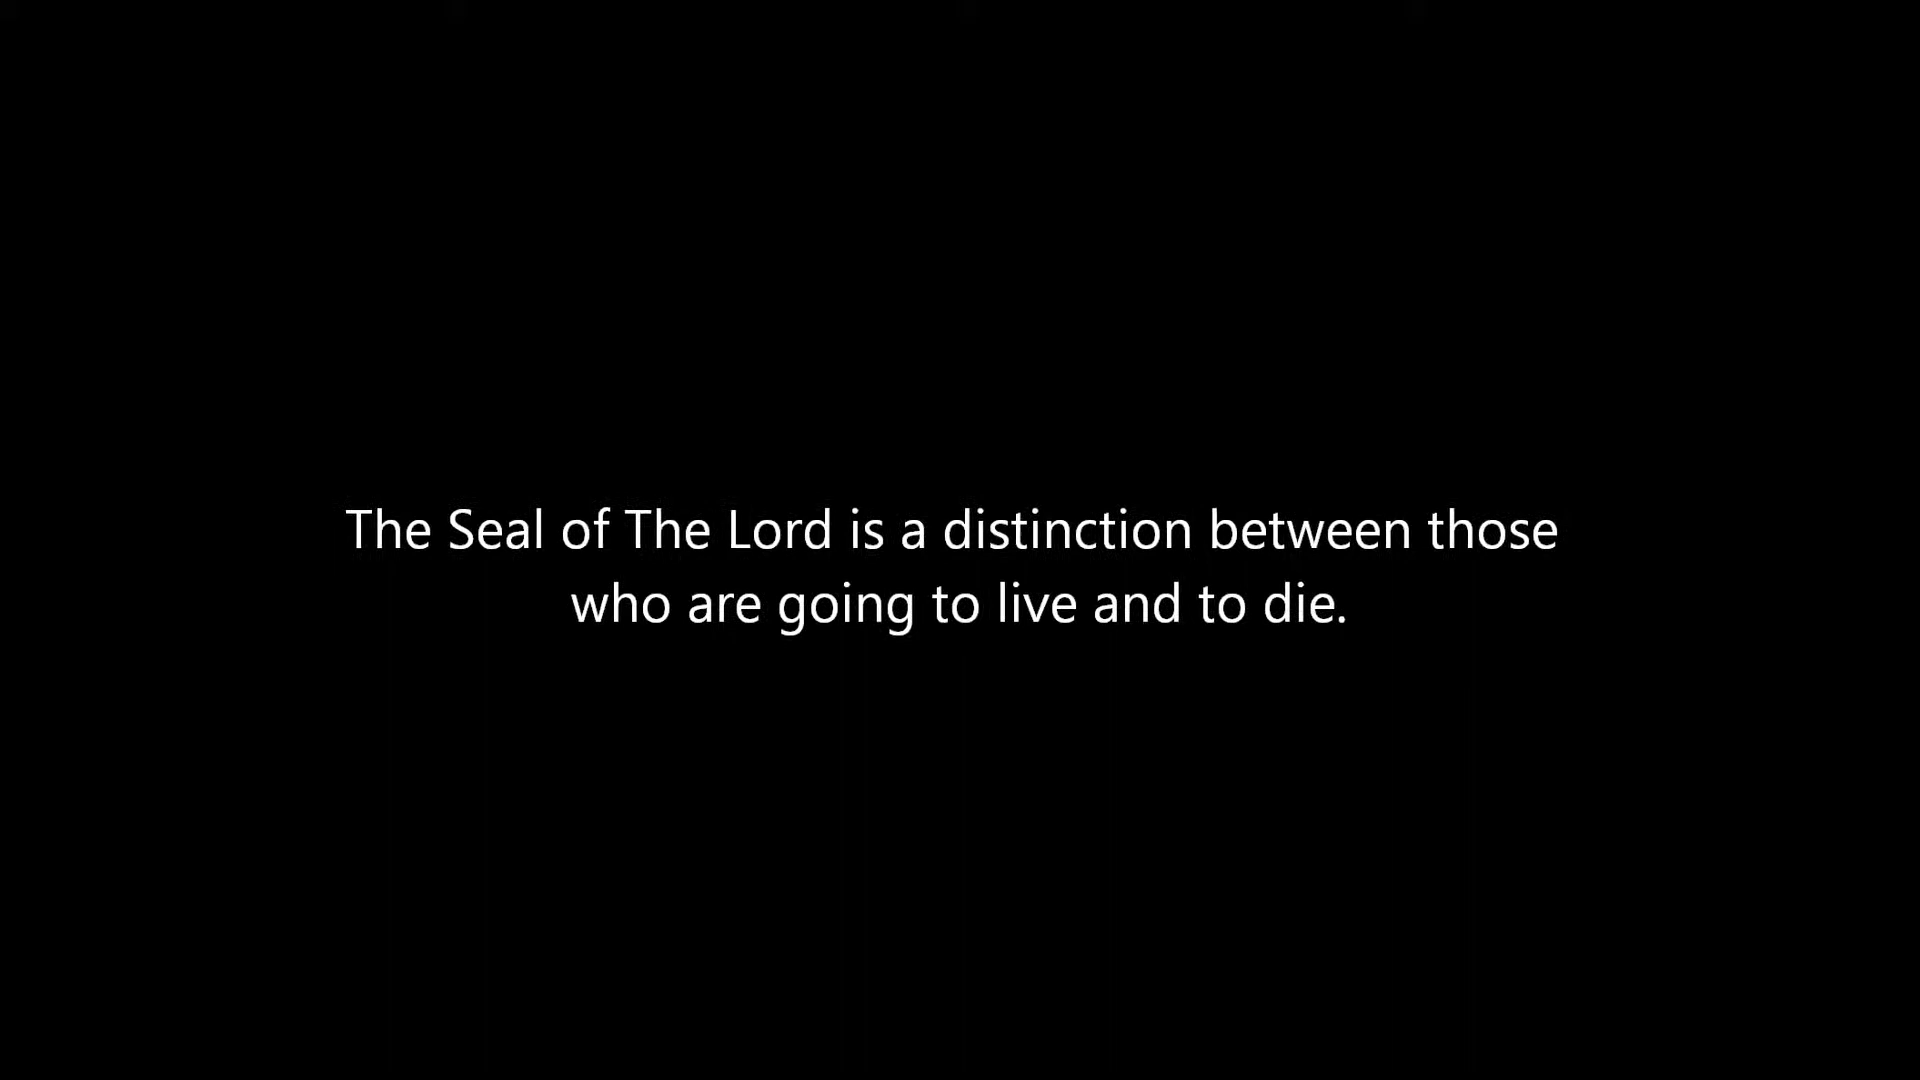 The Seal of The Lord is a distinction between those
who are going to live and to die.